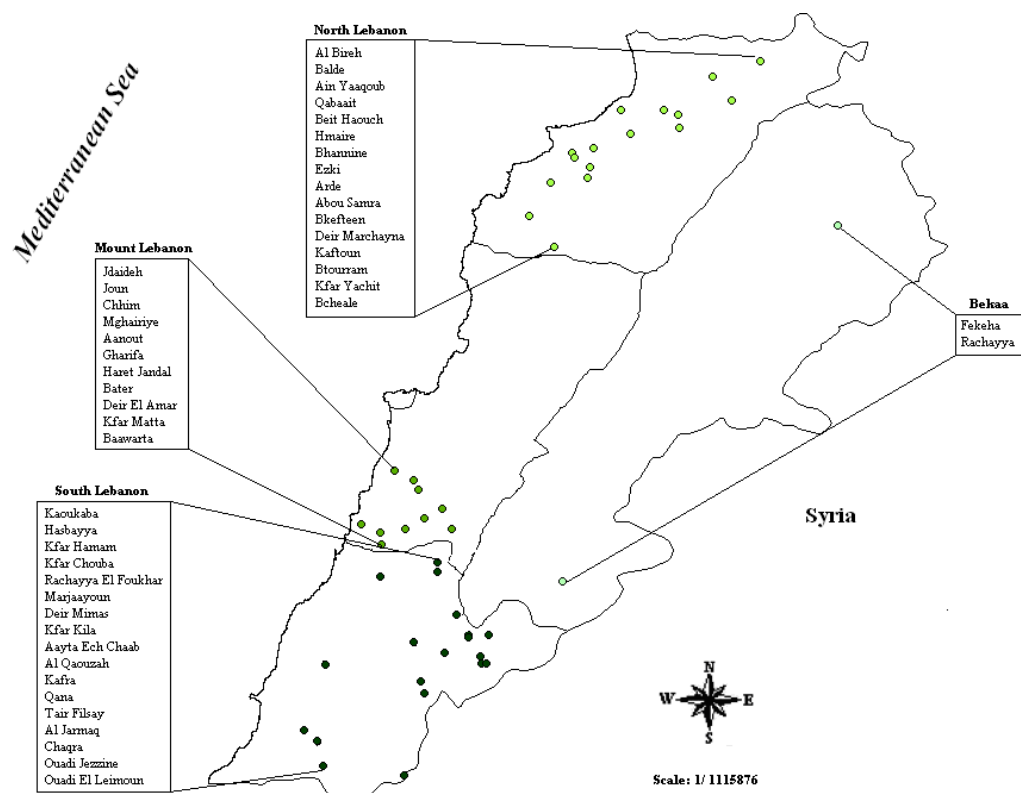 Mediterranean Sea
North Lebanon
Al Bireh
Balde
Ain Yaaqoub
Qabaait
Beit Haouch
Hmaire
Bhannine
Ezki
Arde
Abou Samra
Bkefteen
Deir Marchayna
Kaftoun
Btourram
Kfar Yachit
Bcheale
Mount Lebanon
Jdaideh
Joun
Chhim
Mghairiye
Aanout
Gharifa
Haret Jandal
Bater
Deir El Amar
Kfar Matta
Baawarta
Bekaa
Fekeha
Rachayya
South Lebanon
Kaoukaba
Hasbayya
Kfar Hamam
Kfar Chouba
Rachayya El Foukhar
Marjaayoun
Deir Mimas
Kfar Kila
Aayta Ech Chaab
Al Qaouzah
Kafra
Qana
Tair Filsay
Al Jarmaq
Chaqra
Ouadi Jezzine
Ouadi El Leimoun
Syria
N
W E
S
Scale: 1/ 1115876